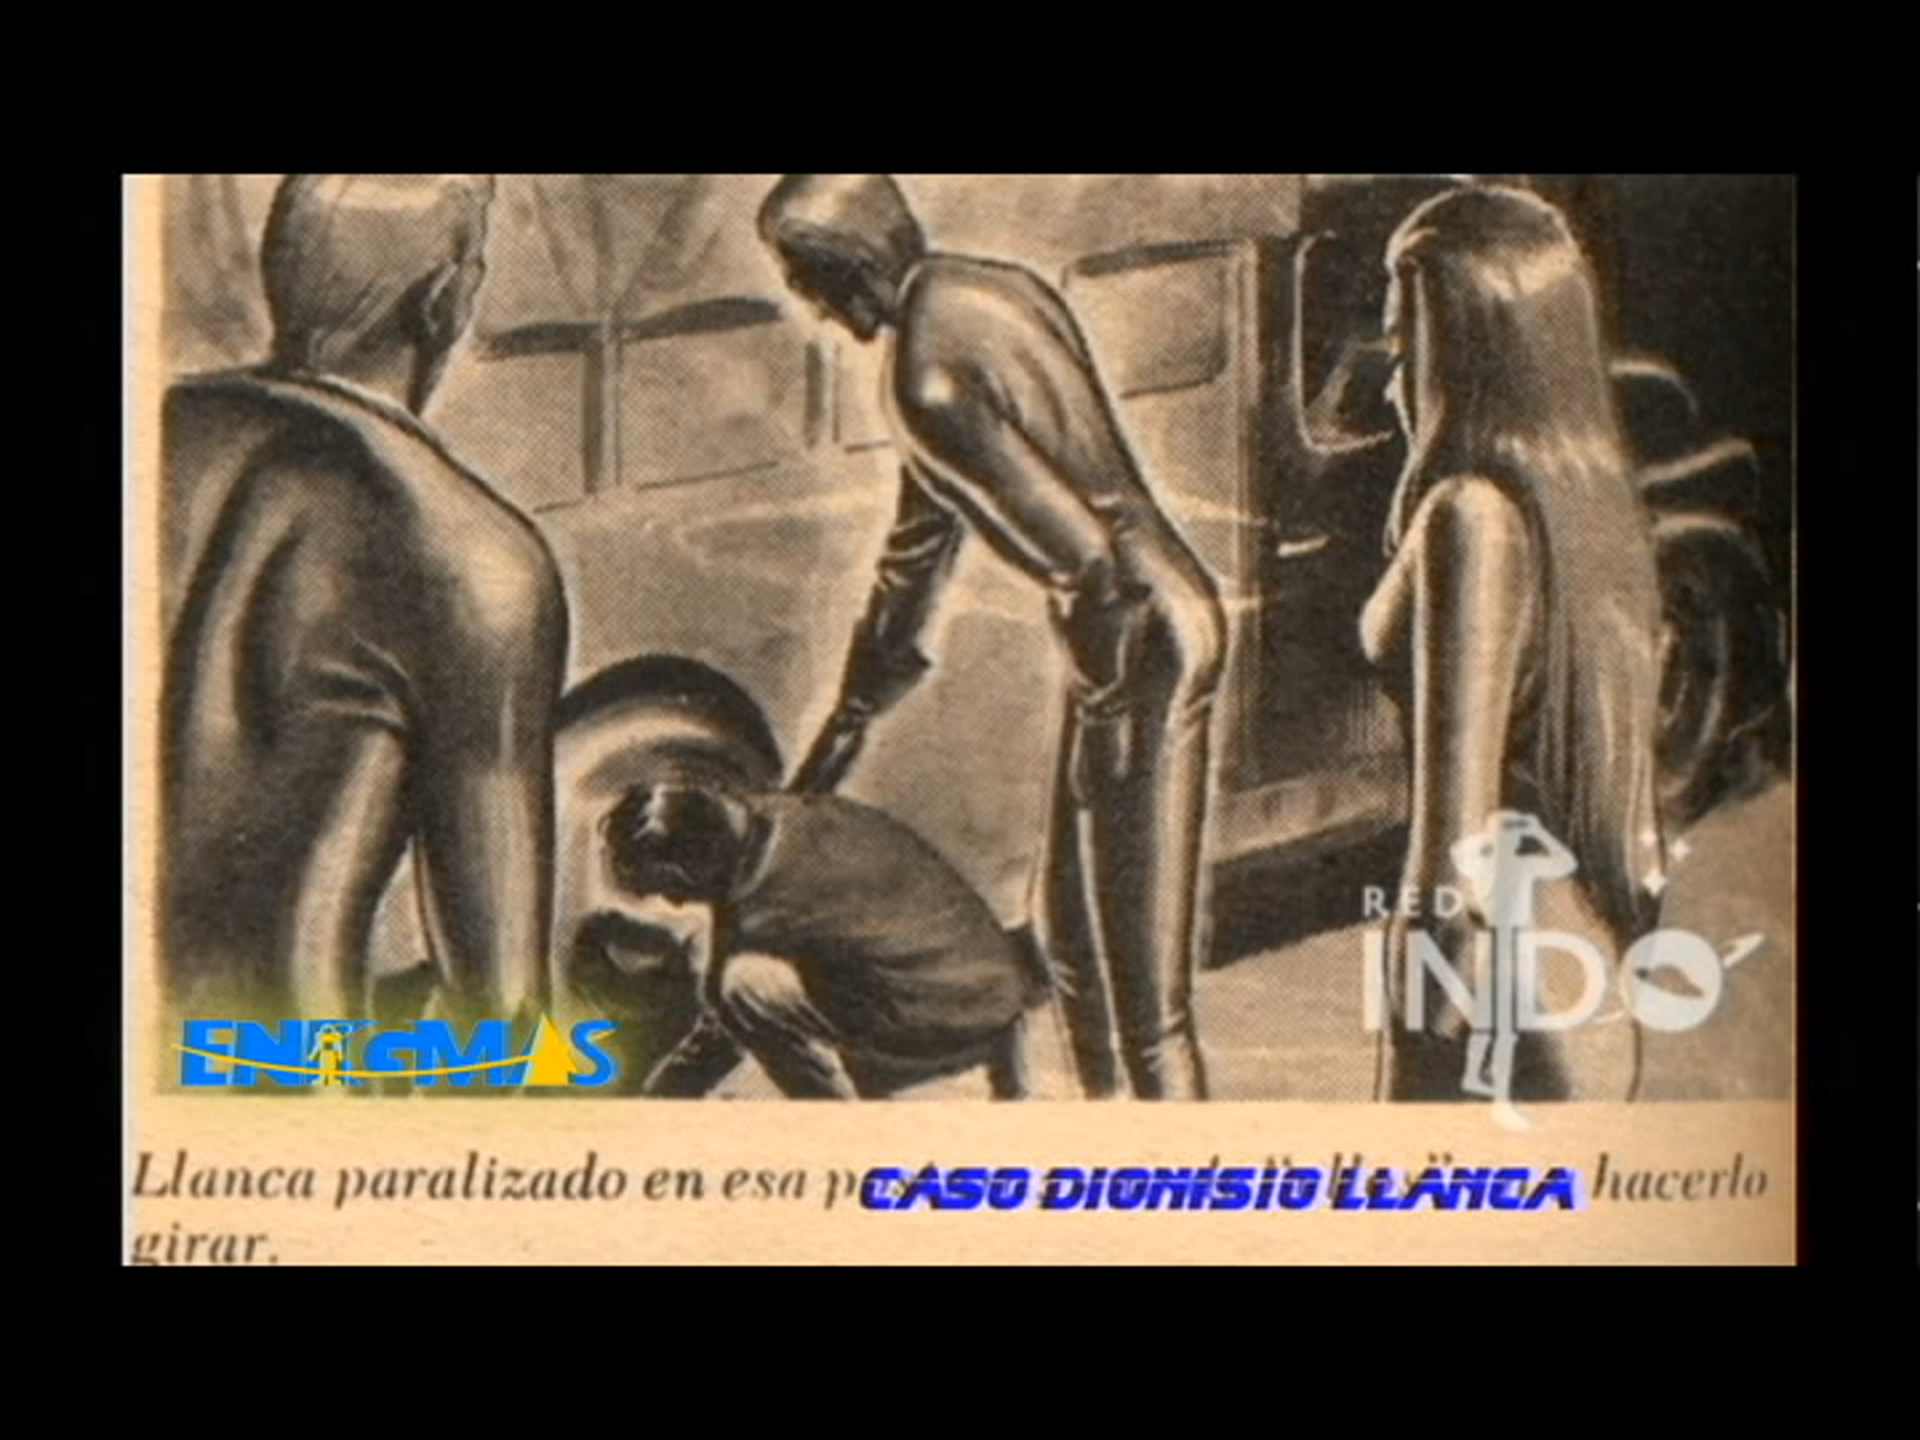 RED
INDO
ENIGMAS
Llanca paralizado en esa
CASO DIONISIO LLANCA
hacerlo
girar.